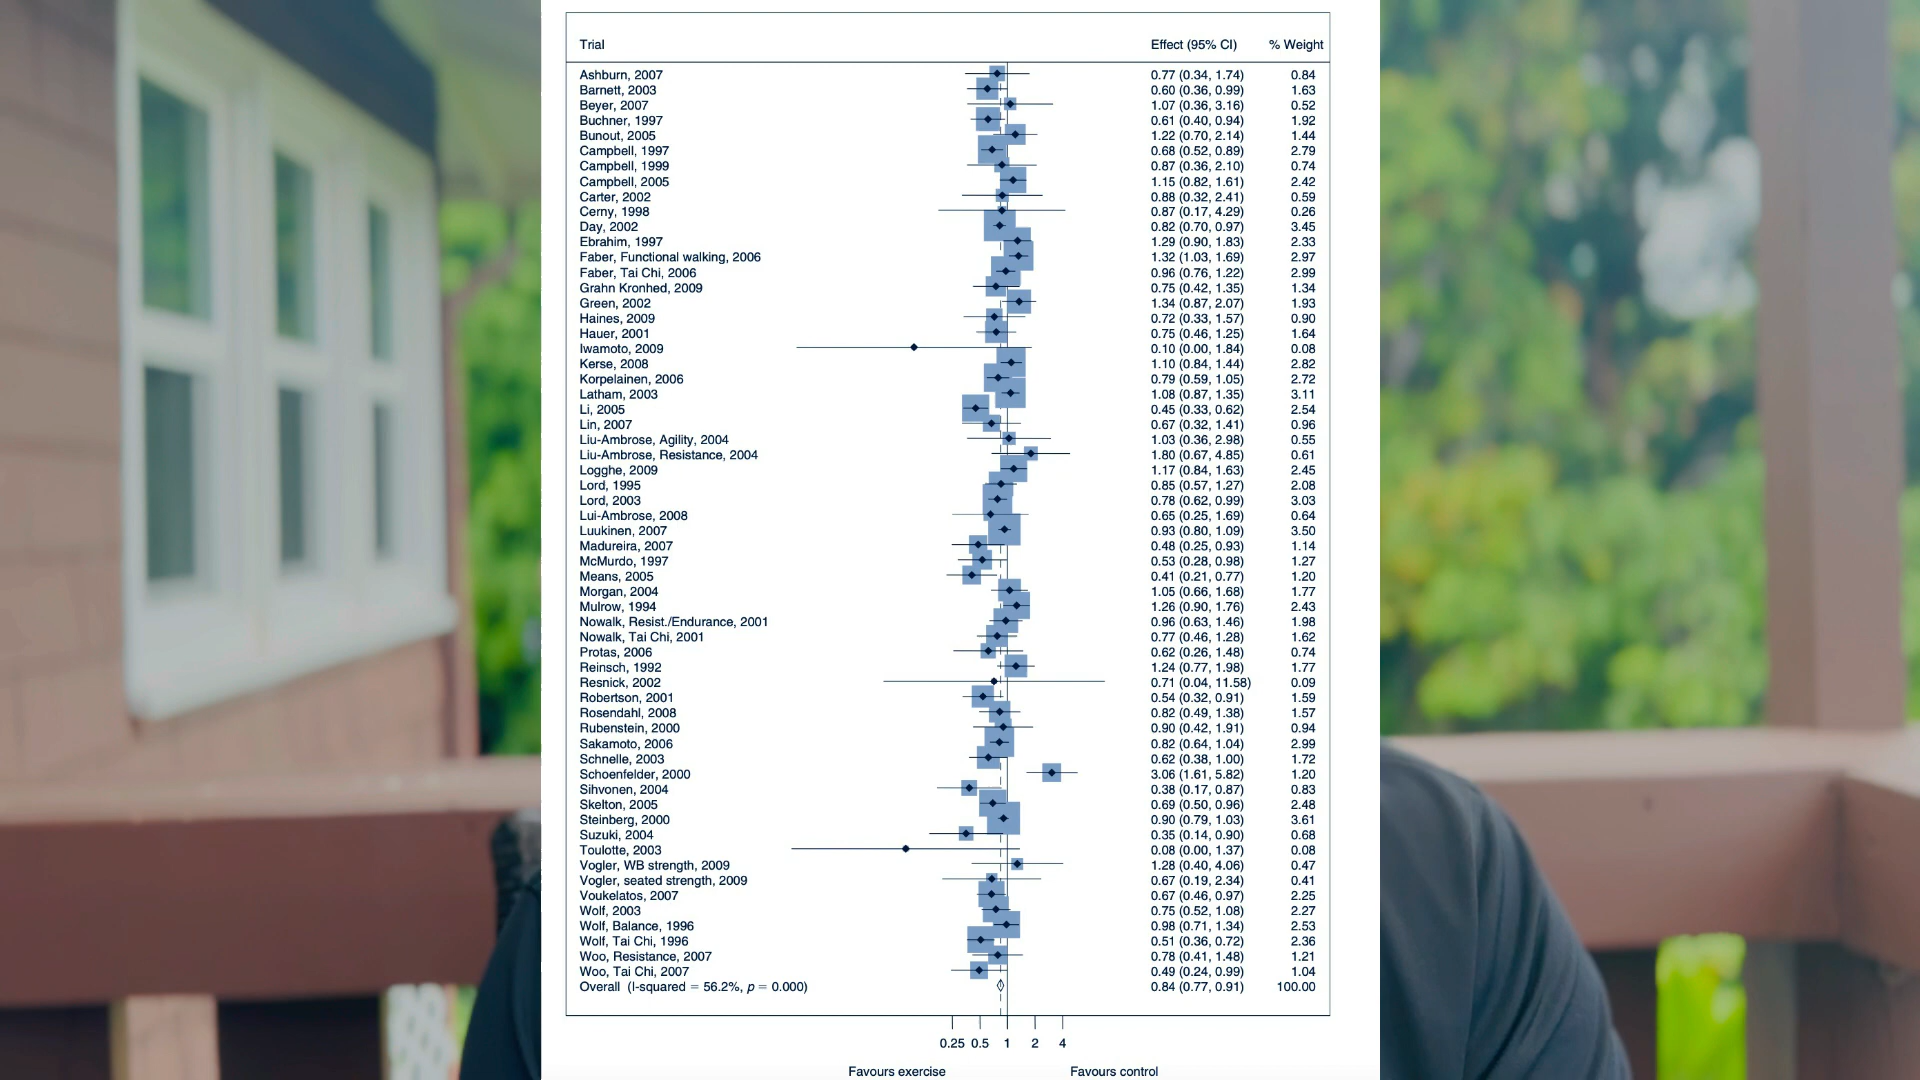 Trial Effect (95% CI) % Weight
Ashburn, 2007 0.77 (0.34, 1.74) 0.84
Barnett, 2003 0.60 (0.36, 0.99) 1.63
Beyer, 2007 1.07 (0.36, 3.16) 0.52
Buchner, 1997 0.61 (0.40, 0.94) 1.92
Bunout, 2005 1.22 (0.70, 2.14) 1.44
Campbell, 1997 0.68 (0.52, 0.89) 2.79
Campbell, 1999 0.87 (0.36, 2.10) 0.74
Campbell, 2005 1.15 (0.82, 1.61) 2.42
Carter, 2002 0.88 (0.32, 2.41) 0.59
Cerny, 1998 0.87 (0.17, 4.29) 0.26
Day, 2002 0.82 (0.70, 0.97) 3.45
Ebrahim, 1997 1.29 (0.90, 1.83) 2.33
Faber, Functional walking, 2006 1.32 (1.03, 1.69) 2.97
Faber, Tai Chi, 2006 0.96 (0.76, 1.22) 2.99
Grahn Kronhed, 2009 0.75 (0.42, 1.35) 1.34
Green, 2002 1.34 (0.87, 2.07) 1.93
Haines, 2009 0.72 (0.33, 1.57) 0.90
Hauer, 2001 0.75 (0.46, 1.25) 1.64
Iwamoto, 2009 0.10 (0.00, 1.84) 0.08
Kerse, 2008 1.10 (0.84, 1.44) 2.82
Korpelainen, 2006 0.79 (0.59, 1.05) 2.72
Latham, 2003 1.08 (0.87, 1.35) 3.11
Li, 2005 0.45 (0.33, 0.62) 2.54
Lin, 2007 0.67 (0.32, 1.41) 0.96
Liu-Ambrose, Agility, 2004 1.03 (0.36, 2.98) 0.55
Liu-Ambrose, Resistance, 2004 1.80 (0.67, 4.85) 0.61
Logghe, 2009 1.17 (0.84, 1.63) 2.45
Lord, 1995 0.85 (0.57, 1.27) 2.08
Lord, 2003 0.78 (0.62, 0.99) 3.03
Lui-Ambrose, 2008 0.65 (0.25, 1.69) 0.64
Luukinen, 2007 0.93 (0.80, 1.09) 3.50
Madureira, 2007 0.48 (0.25, 0.93) 1.14
McMurdo, 1997 0.53 (0.28, 0.98) 1.27
Means, 2005 0.41 (0.21, 0.77) 1.20
Morgan, 2004 1.05 (0.66, 1.68) 1.77
Mulrow, 1994 1.26 (0.90, 1.76) 2.43
Nowalk, Resist./Endurance, 2001 0.96 (0.63, 1.46) 1.98
Nowalk, Tai Chi, 2001 0.77 (0.46, 1.28) 1.62
Protas, 2006 0.62 (0.26, 1.48) 0.74
Reinsch, 1992 1.24 (0.77, 1.98) 1.77
Resnick, 2002 0.71 (0.04, 11.58) 0.09
Robertson, 2001 0.54 (0.32, 0.91) 1.59
Rosendahl, 2008 0.82 (0.49, 1.38) 1.57
Rubenstein, 2000 0.90 (0.42, 1.91) 0.94
Sakamoto, 2006 0.82 (0.64, 1.04) 2.99
Schnelle, 2003 0.62 (0.38, 1.00) 1.72
Schoenfelder, 2000 3.06 (1.61, 5.82) 1.20
Sihvonen, 2004 0.38 (0.17, 0.87) 0.83
Skelton, 2005 0.69 (0.50, 0.96) 2.48
Steinberg, 2000 0.90 (0.79, 1.03) 3.61
Suzuki, 2004 0.35 (0.14, 0.90) 0.68
Toulotte, 2003 0.08 (0.00, 1.37) 0.08
Vogler, WB strength, 2009 1.28 (0.40, 4.06) 0.47
Vogler, seated strength, 2009 0.67 (0.19, 2.34) 0.41
Voukelatos, 2007 0.67 (0.46, 0.97) 2.25
Wolf, 2003 0.75 (0.52, 1.08) 2.27
Wolf, Balance, 1996 0.98 (0.71, 1.34) 2.53
Wolf, Tai Chi, 1996 0.51 (0.36, 0.72) 2.36
Woo, Resistance, 2007 0.78 (0.41, 1.48) 1.21
Woo, Tai Chi, 2007 0.49 (0.24, 0.99) 1.04
Overall (I-squared = 56.2%, p = 0.000) 0.84 (0.77, 0.91) 100.00
0.25 0.5 1 2 4
Favours exercise Favours control